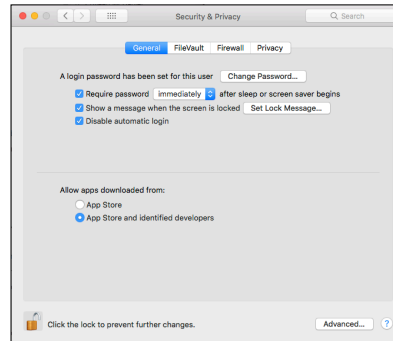 Security & Privacy
Search
General FileVault Firewall Privacy
A login password has been set for this user Change Password...
Require password immediately after sleep or screen saver begins
Show a message when the screen is locked Set Lock Message...
Disable automatic login
Allow apps downloaded from:
App Store
App Store and identified developers
Click the lock to prevent further changes.
Advanced... ?